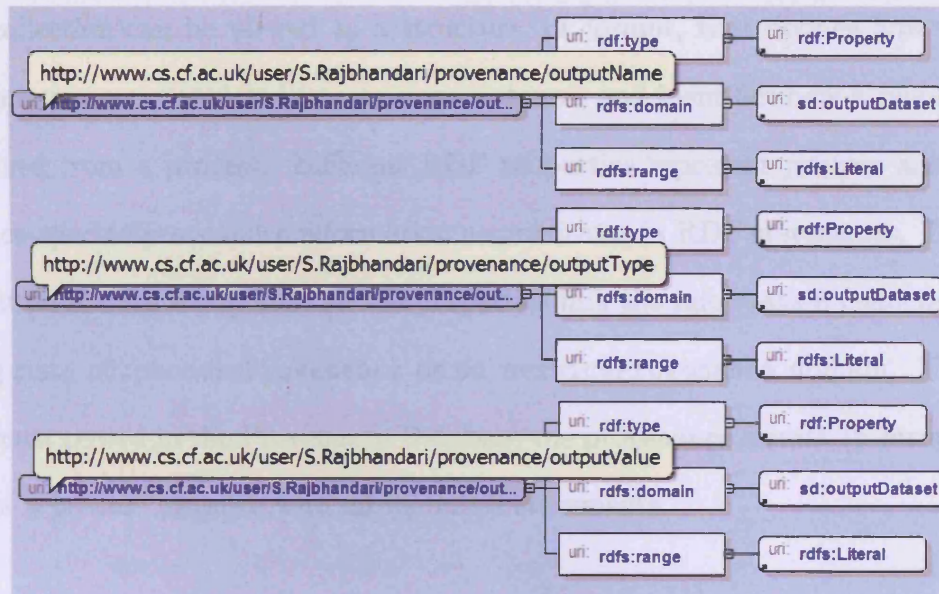 uri: rdf:type uri: rdf:Property
http://www.cs.cf.ac.uk/user/S.Rajbhandari/provenance/outputName
uri: http://www.cs.cf.ac.uk/user/S.Rajbhandari/provenance/out... uri: rdfs:domain uri: sd:outputDataset
uri: rdfs:range uri: rdfs:Literal
uri: rdf:type uri: rdf:Property
http://www.cs.cf.ac.uk/user/S.Rajbhandari/provenance/outputType
uri: http://www.cs.cf.ac.uk/user/S.Rajbhandari/provenance/out... uri: rdfs:domain uri: sd:outputDataset
uri: rdfs:range uri: rdfs:Literal
uri: rdf:type uri: rdf:Property
http://www.cs.cf.ac.uk/user/S.Rajbhandari/provenance/outputValue
uri: http://www.cs.cf.ac.uk/user/S.Rajbhandari/provenance/out... uri: rdfs:domain uri: sd:outputDataset
uri: rdfs:range uri: rdfs:Literal